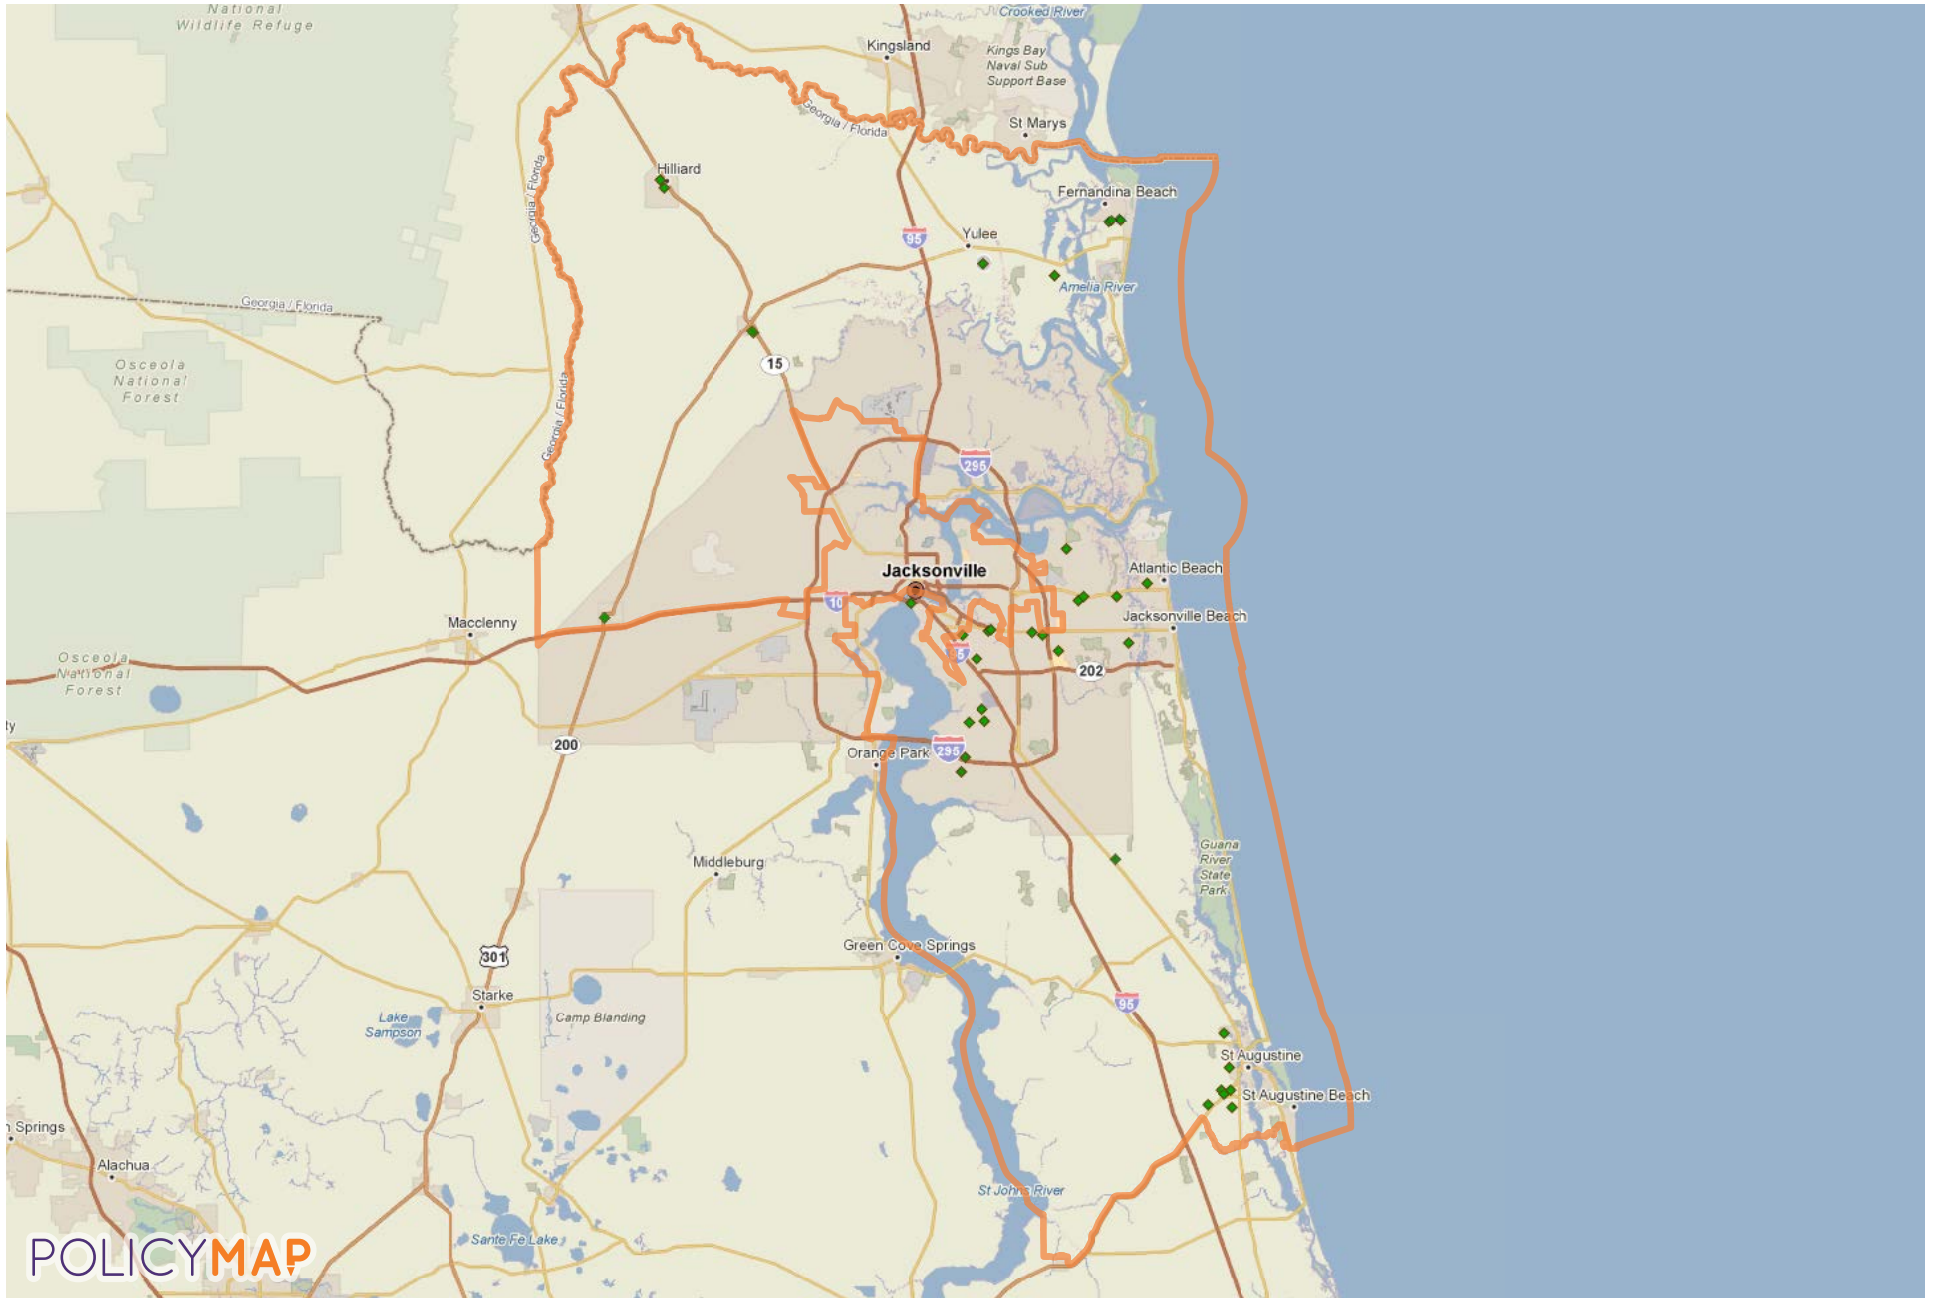 National
Wildlife Refuge
Crooked River
Kingsland
Kings Bay
Naval Sub
Support Base
Georgia / Florida
St Marys
Hilliard
Georgia / Florida
Fernandina Beach
Yulee
95
Amelia River
Georgia / Florida
Osceola
National
Forest
15
Georgia / Florida
295
Jacksonville
Atlantic Beach
10
Jacksonville Beach
Macclenny
Osceola
National
Forest
202
ty
200
Orange Park
295
Guana
River
State
Park
Middleburg
Green Cove Springs
301
Starke
95
Lake
Sampson
Camp Blanding
St Augustine
St Augustine Beach
Springs
Alachua
St Johns River
Sante Fe Lake
POLICYMAP